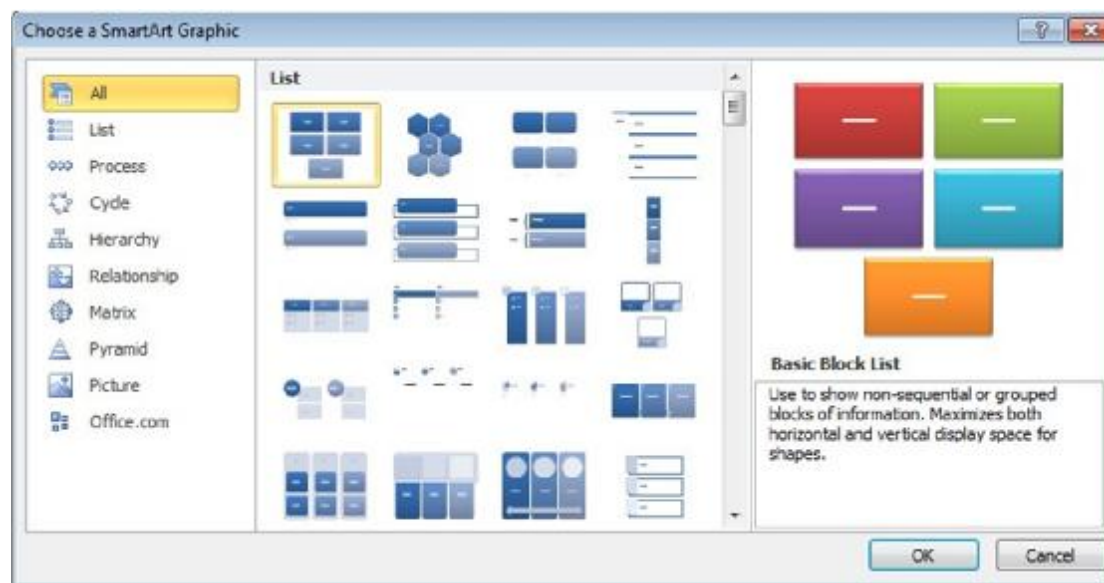 Choose a SmartArt Graphic
All
List
Process
Cycle
Hierarchy
Relationship
Matrix
Pyramid
Picture
Office.com
List
Basic Block List
Use to show non-sequential or grouped
blocks of information. Maximizes both
horizontal and vertical display space for
shapes.
OK
Cancel